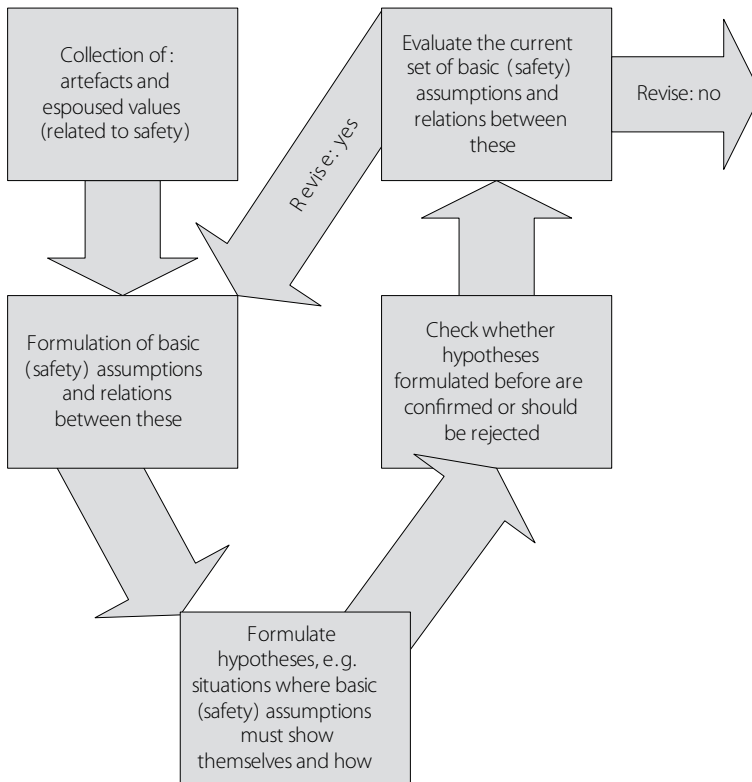 Collection of:
artefacts and
espoused values
(related to safety)
Revise: yes
Evaluate the current
set of basic (safety)
assumptions and
relations between
these
Revise: no
Formulation of basic
(safety) assumptions
and relations
between these
Check whether
hypotheses
formulated before are
confirmed or should
be rejected
Formulate
hypotheses, e.g.
situations where basic
(safety) assumptions
must show
themselves and how